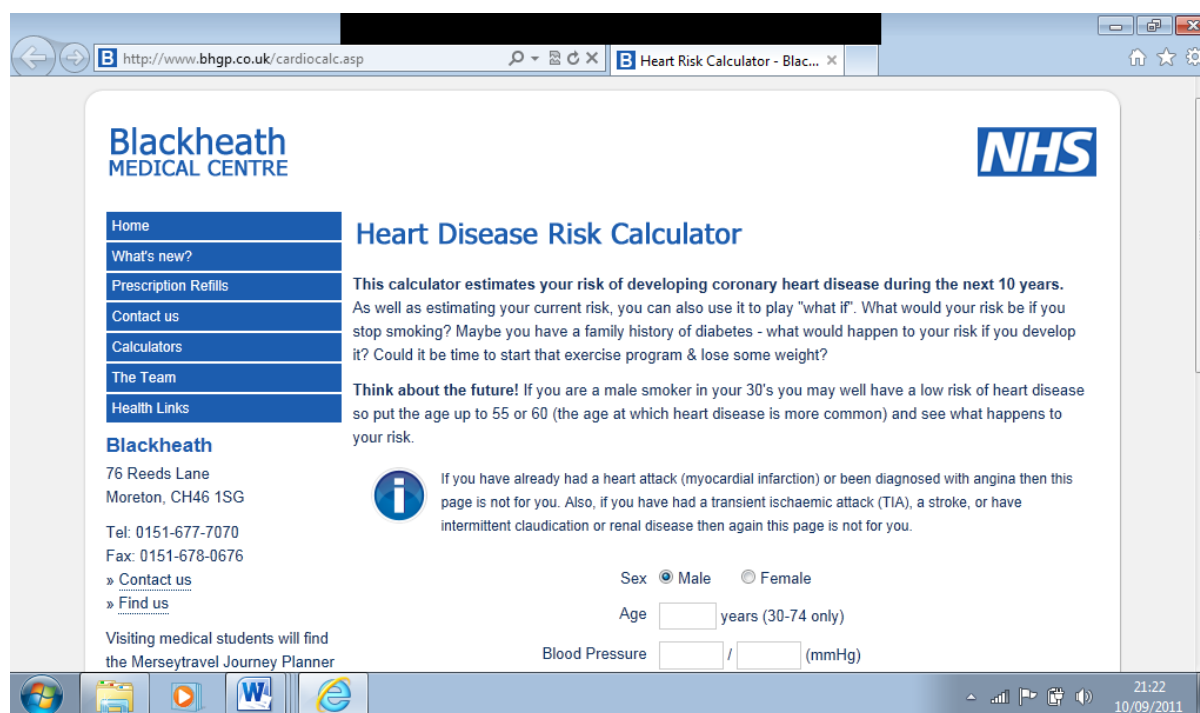 B http://www.bhgp.co.uk/cardiocalc.asp
B Heart Risk Calculator - Blac...
Blackheath
MEDICAL CENTRE
NHS
Home
What's new?
Prescription Refills
Contact us
Calculators
The Team
Health Links
Blackheath
76 Reeds Lane
Moreton, CH46 1SG
Tel: 0151-677-7070
Fax: 0151-678-0676
» Contact us
» Find us
Visiting medical students will find
the Merseytravel Journey Planner
Heart Disease Risk Calculator
This calculator estimates your risk of developing coronary heart disease during the next 10 years.
As well as estimating your current risk, you can also use it to play "what if". What would your risk be if you
stop smoking? Maybe you have a family history of diabetes - what would happen to your risk if you develop
it? Could it be time to start that exercise program & lose some weight?
Think about the future! If you are a male smoker in your 30's you may well have a low risk of heart disease
so put the age up to 55 or 60 (the age at which heart disease is more common) and see what happens to
your risk.
i
If you have already had a heart attack (myocardial infarction) or been diagnosed with angina then this
page is not for you. Also, if you have had a transient ischaemic attack (TIA), a stroke, or have
intermittent claudication or renal disease then again this page is not for you.
Sex Male Female
Age years (30-74 only)
Blood Pressure / (mmHg)
W
21:22
10/09/2011